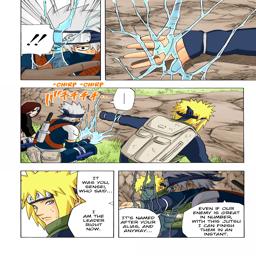 !!
-CHIRP -CHIRP
IT
WAS YOU,
SENSEI,
WHO SAID...
I
AM THE
LEADER
RIGHT
NOW.
IT'S NAMED AFTER
YOUR ALIAS, AND
ANYWAY...
EVEN IF OUR
ENEMY IS GREAT
IN NUMBER,
WITH THIS JUTSU
I CAN FINISH
THEM IN AN
INSTANT.